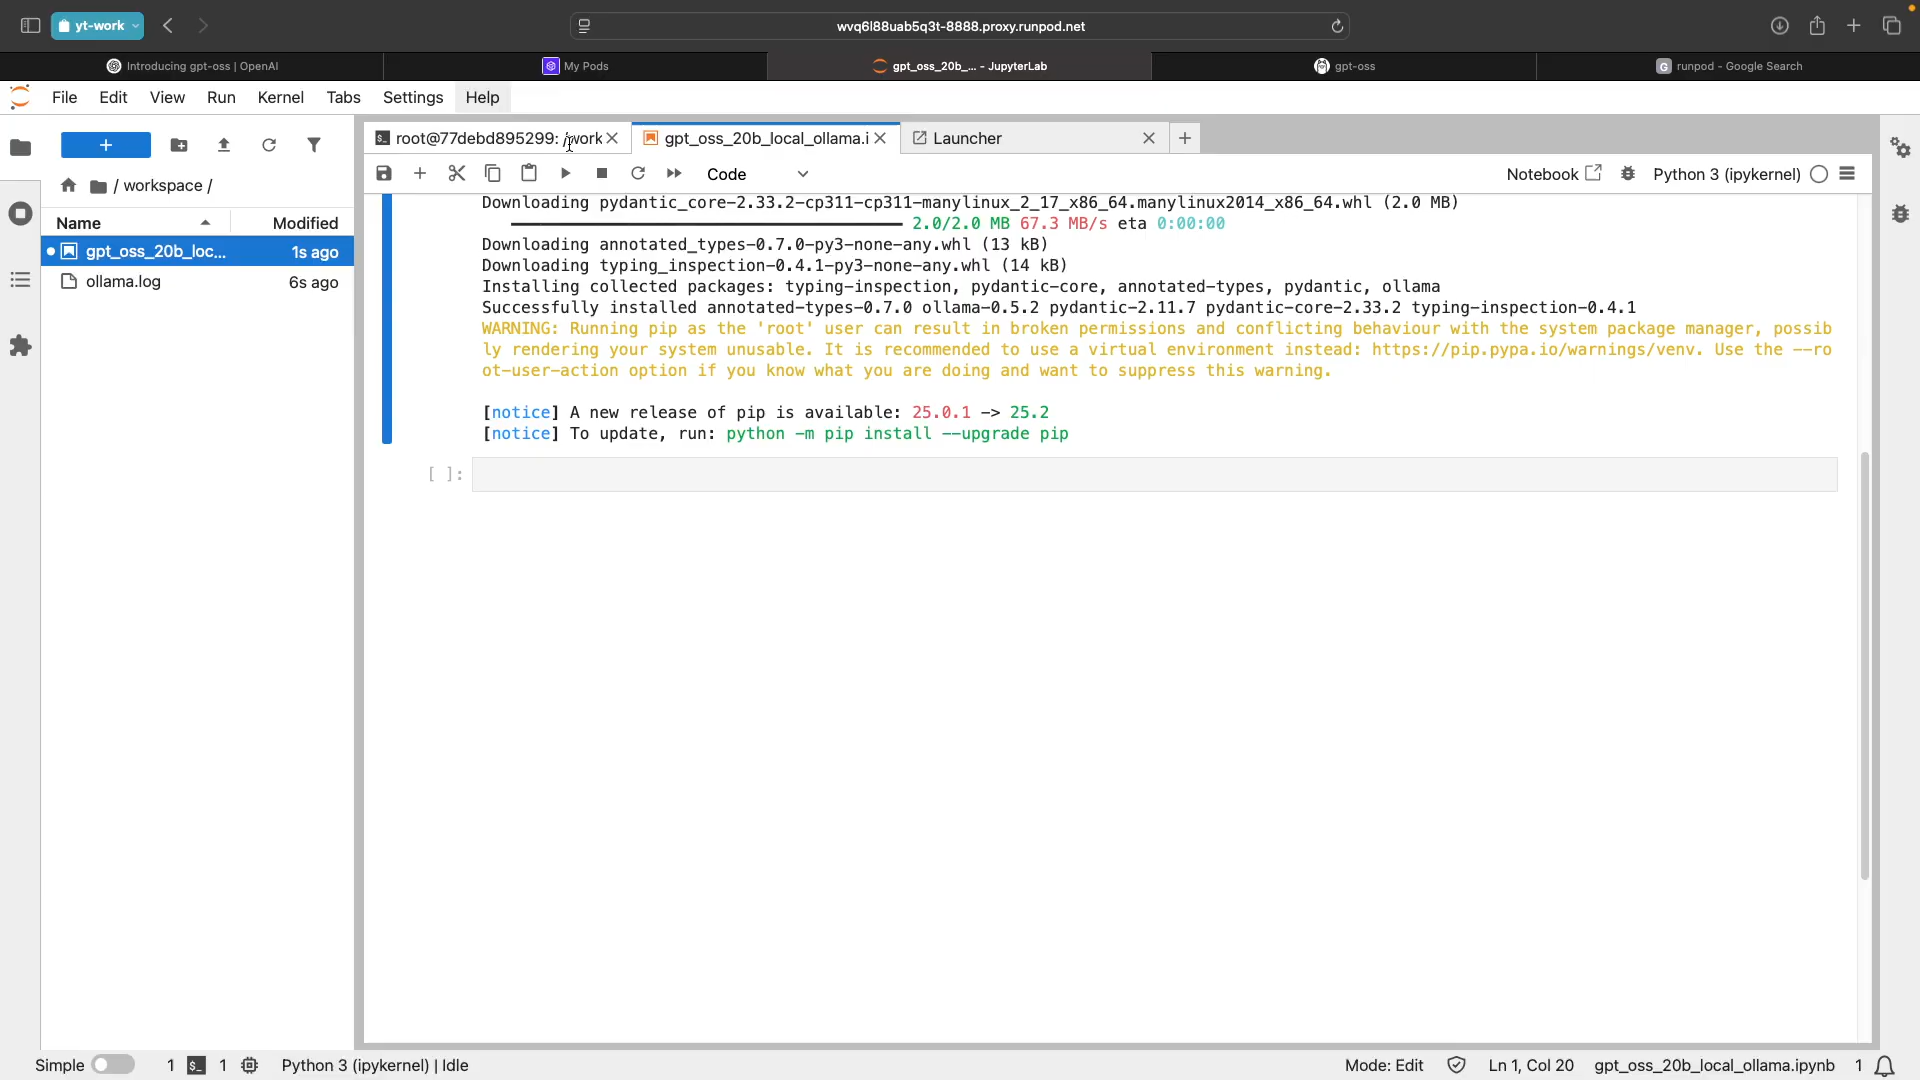 yt-work
wvq6l88uab5q3t-8888.proxy.runpod.net
Introducing gpt-oss | OpenAI
My Pods
gpt_oss_20b_... - JupyterLab
gpt-oss
runpod - Google Search
File Edit View Run Kernel Tabs Settings Help
root@77debd895299: /work
gpt_oss_20b_local_ollama.i
Launcher
Code
Notebook
Python 3 (ipykernel)
/ workspace /
Name Modified
gpt_oss_20b_loc... 1s ago
ollama.log 6s ago
Downloading pydantic_core-2.33.2-cp311-cp311-manylinux_2_17_x86_64.manylinux2014_x86_64.whl (2.0 MB)
2.0/2.0 MB 67.3 MB/s eta 0:00:00
Downloading annotated_types-0.7.0-py3-none-any.whl (13 kB)
Downloading typing_inspection-0.4.1-py3-none-any.whl (14 kB)
Installing collected packages: typing-inspection, pydantic-core, annotated-types, pydantic, ollama
Successfully installed annotated-types-0.7.0 ollama-0.5.2 pydantic-2.11.7 pydantic-core-2.33.2 typing-inspection-0.4.1
WARNING: Running pip as the 'root' user can result in broken permissions and conflicting behaviour with the system package manager, possib
ly rendering your system unusable. It is recommended to use a virtual environment instead: https://pip.pypa.io/warnings/venv. Use the --ro
ot-user-action option if you know what you are doing and want to suppress this warning.
[notice] A new release of pip is available: 25.0.1 -> 25.2
[notice] To update, run: python -m pip install --upgrade pip
[ ]:
Simple 1 1 Python 3 (ipykernel) | Idle
Mode: Edit Ln 1, Col 20 gpt_oss_20b_local_ollama.ipynb 1